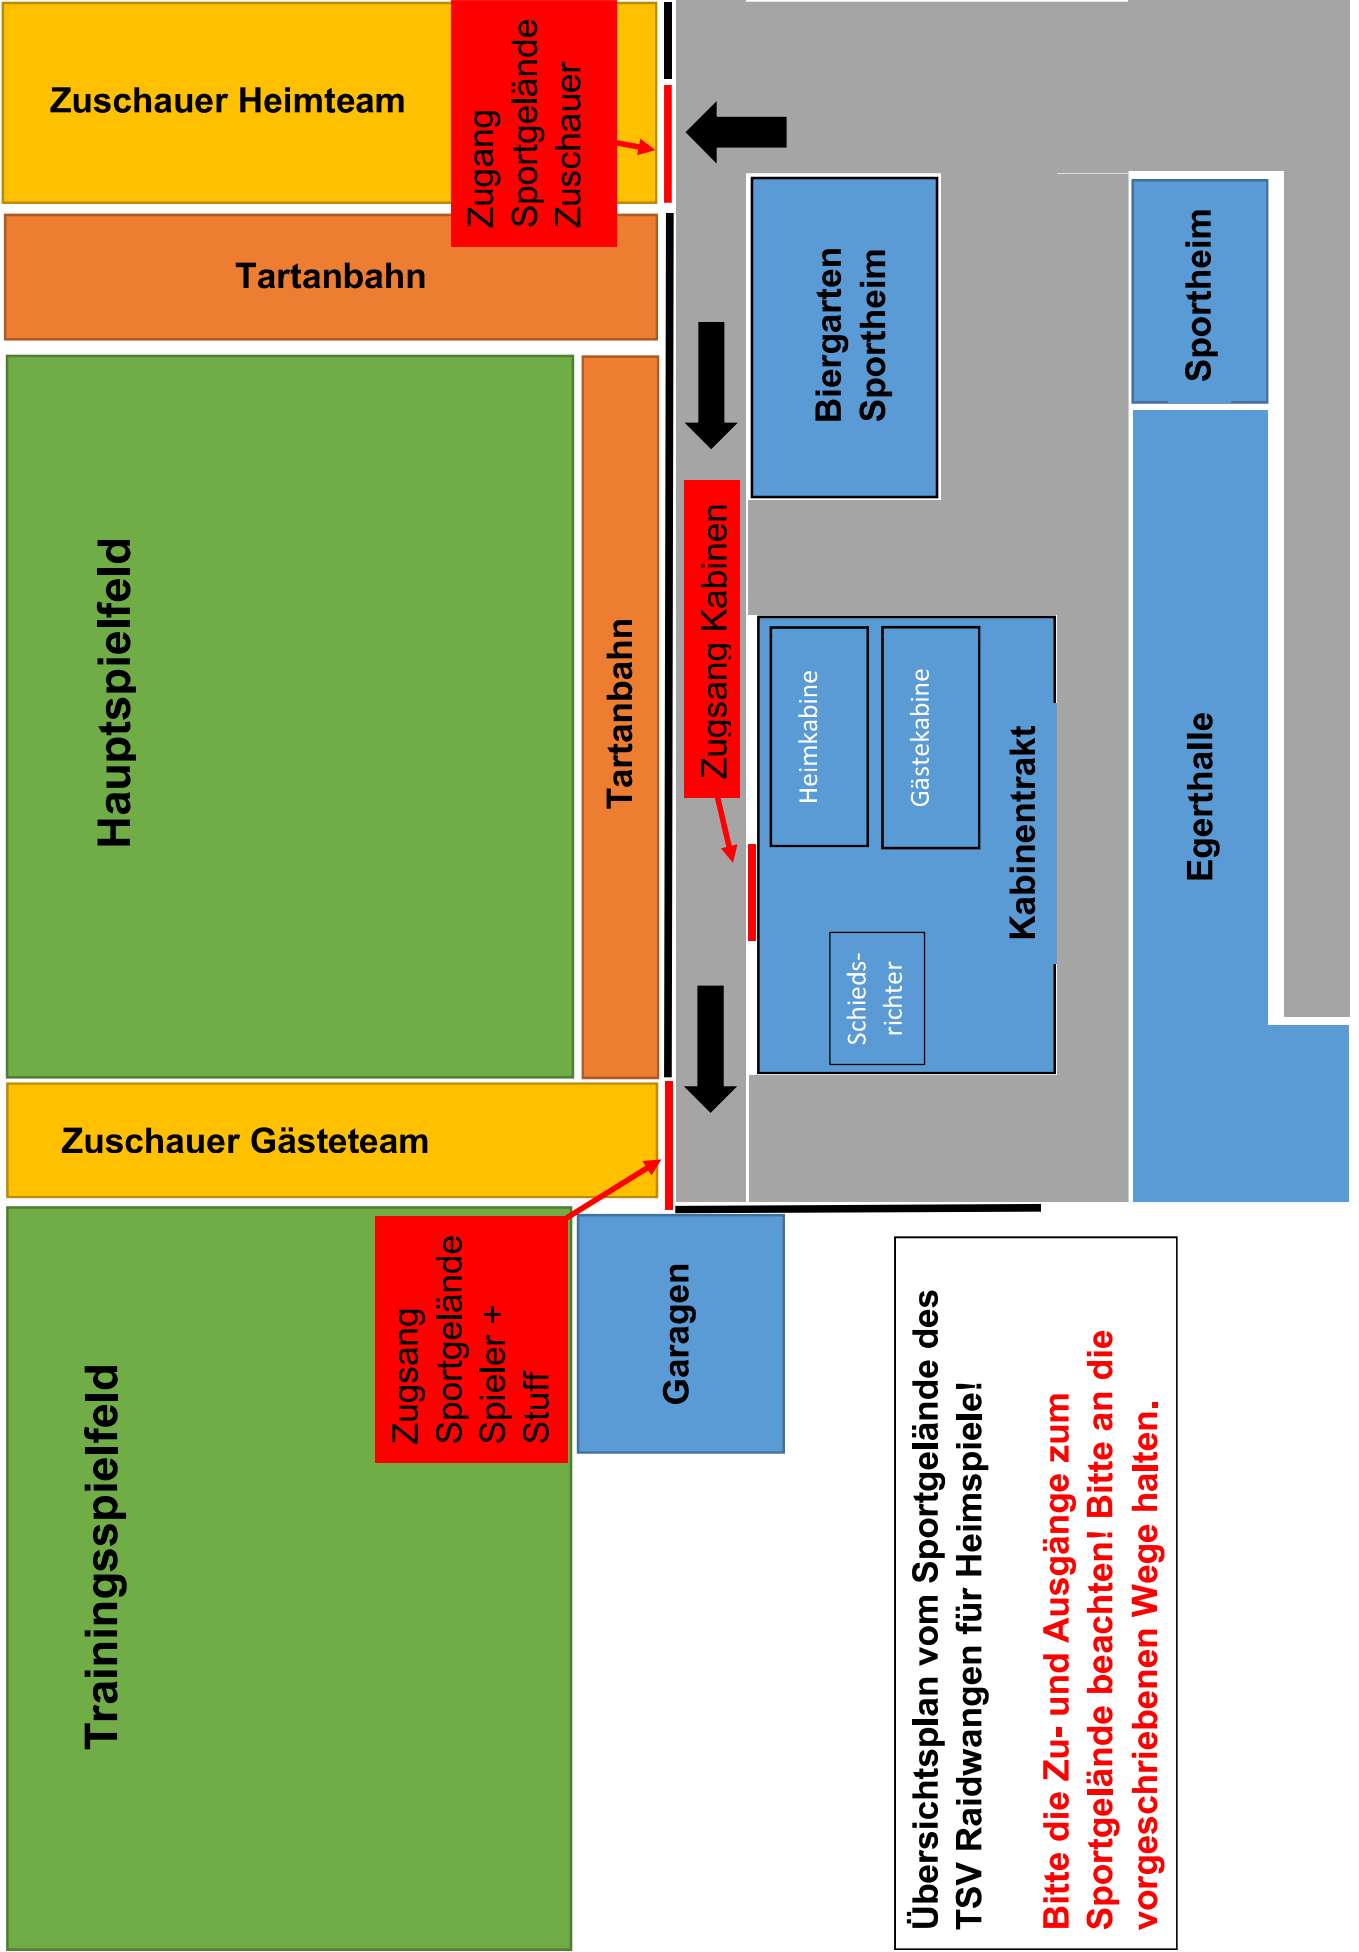 Zuschauer Heimteam
Zugang
Sportgelände
Zuschauer
Tartanbahn
Hauptspielfeld
Tartanbahn
Zugsang Kabinen
Biergarten
Sportheim
Sportheim
Heimkabine
Gästekabine
Kabinentrakt
Schieds-
richter
Egerthalle
Zuschauer Gästeteam
Zugsang
Sportgelände
Spieler +
Stuff
Garagen
Trainingsspielfeld
Übersichtsplan vom Sportgelände des
TSV Raidwangen für Heimspiele!
Bitte die Zu- und Ausgänge zum
Sportgelände beachten! Bitte an die
vorgeschriebenen Wege halten.